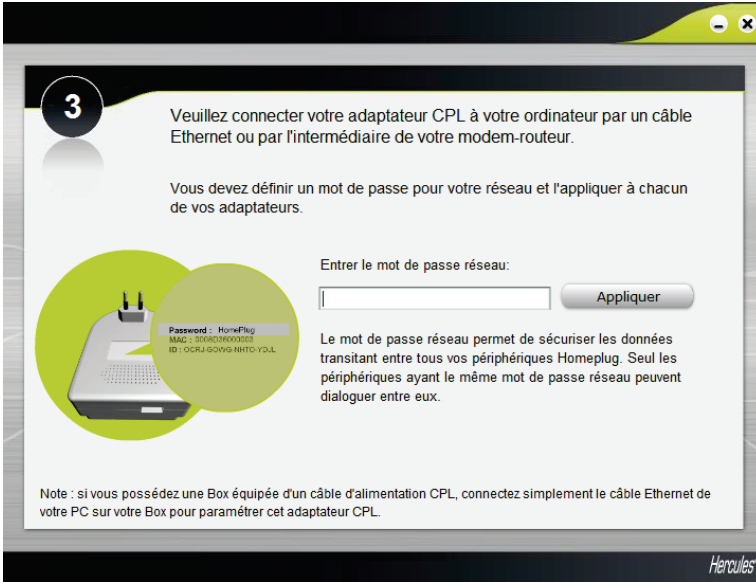 3
Veuillez connecter votre adaptateur CPL à votre ordinateur par un câble
Ethernet ou par l'intermédiaire de votre modem-routeur.
Vous devez définir un mot de passe pour votre réseau et l'appliquer à chacun
de vos adaptateurs.
Entrer le mot de passe réseau:
Appliquer
Password : HomePlug
MAC : 0008D36000003
ID : OCRJ-GOWG-NHTO-YDJL
Le mot de passe réseau permet de sécuriser les données
transitant entre tous vos périphériques Homeplug. Seul les
périphériques ayant le même mot de passe réseau peuvent
dialoguer entre eux.
Note : si vous possédez une Box équipée d'un câble d'alimentation CPL, connectez simplement le câble Ethernet de
votre PC sur votre Box pour paramétrer cet adaptateur CPL.
Hercules